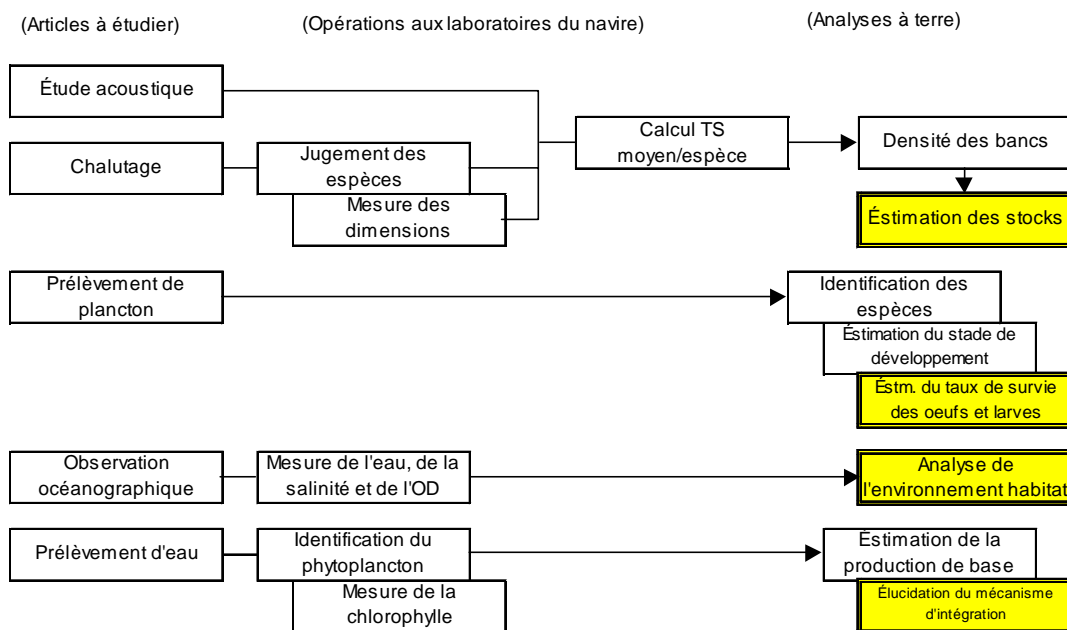 (Articles à étudier)
(Opérations aux laboratoires du navire)
(Analyses à terre)
Étude acoustique
Calcul TS
moyen/espèce
Densité des bancs
Chalutage
Jugement des
espèces
Mesure des
dimensions
Éstimation des stocks
Prélèvement de
plancton
Identification des
espèces
Éstimation du stade de
développement
Éstm. du taux de survie
des oeufs et larves
Observation
océanographique
Mesure de l'eau, de la
salinité et de l'OD
Analyse de
l'environnement habitat
Prélèvement d'eau
Identification du
phytoplancton
Mesure de la
chlorophylle
Éstimation de la
production de base
Élucidation du mécanisme
d'intégration